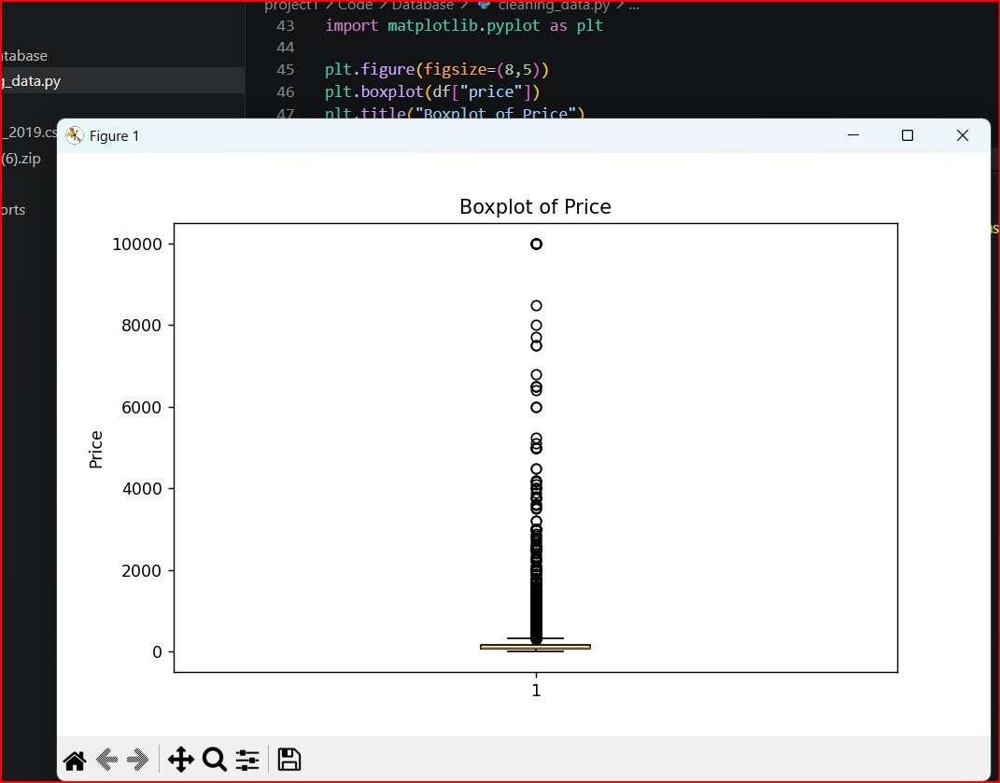 project1 > Code > Database > cleaning_data.py > ...
43 import matplotlib.pyplot as plt
44
45 plt.figure(figsize=(8,5))
46 plt.boxplot(df["price"])
47 plt.title("Boxplot of Price")
tabase
g_data.py
_2019.cs
(6).zip
orts
Figure 1
Boxplot of Price
10000
8000
6000
4000
2000
0
Price
1